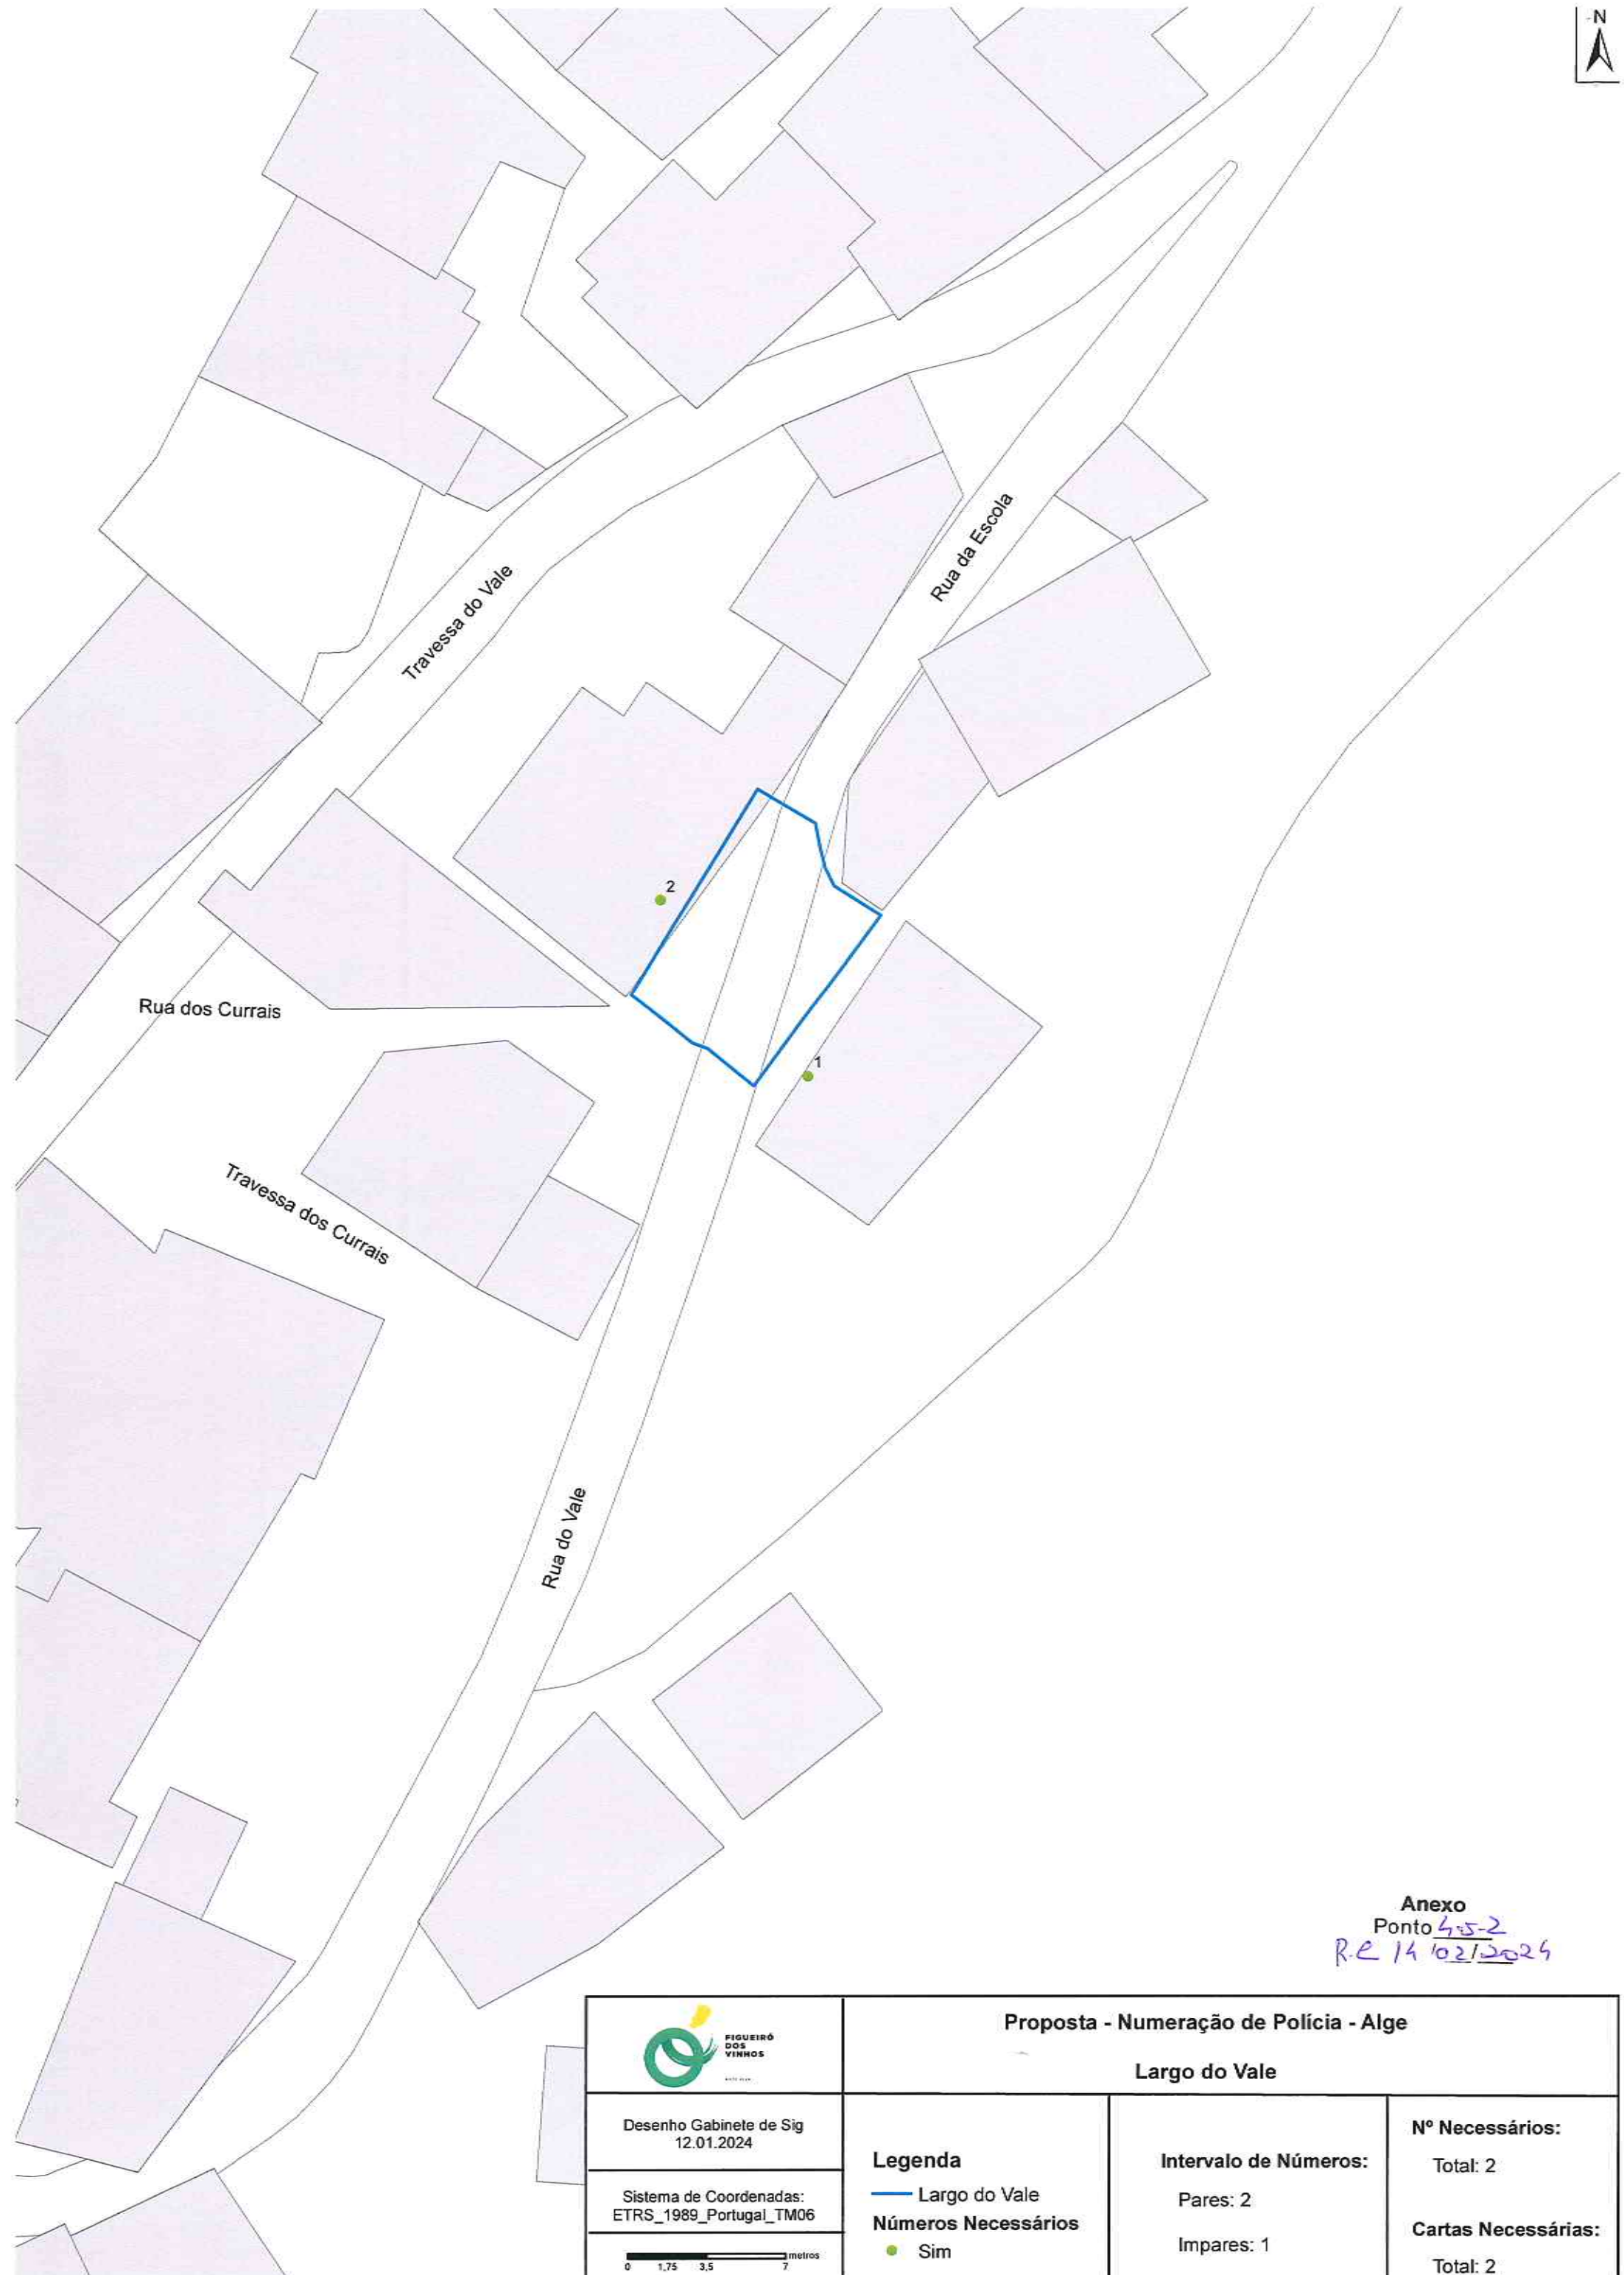 N
Travessa do Vale
Rua da Escola
2
Rua dos Currais
1
Travessa dos Currais
Rua do Vale
Anexo
Ponto 4.5-2
R.e 14/02/2024
FIGUEIRÓ
DOS
VINHOS
Proposta - Numeração de Polícia - Alge
Largo do Vale
Desenho Gabinete de Sig
12.01.2024
Sistema de Coordenadas:
ETRS_1989_Portugal_TM06
metros
0 1,75 3,5 7
Legenda
Largo do Vale
Números Necessários
Sim
Intervalo de Números:
Pares: 2
Impares: 1
Nº Necessários:
Total: 2
Cartas Necessárias:
Total: 2